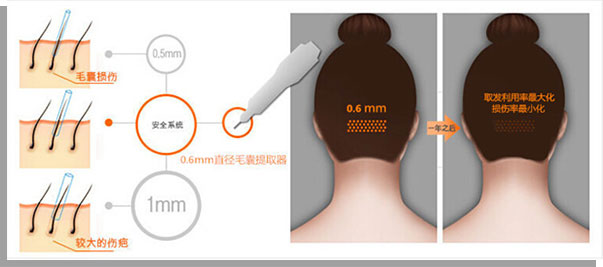 0.5mm
毛囊损伤
安全系统
0.6mm直径毛囊提取器
1mm
较大的伤疤
0.6 mm
一年之后
取发利用率最大化
损伤率最小化